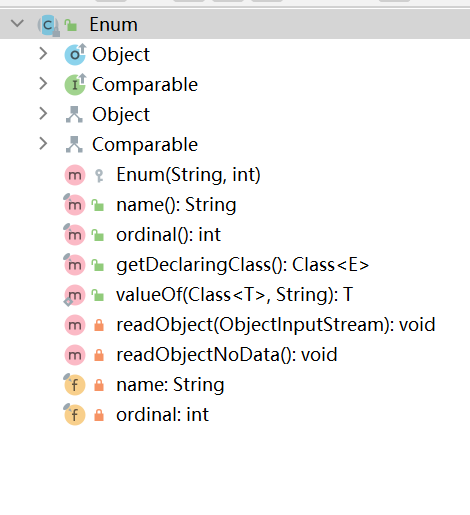 Enum
Object
Comparable
Object
Comparable
Enum(String, int)
name(): String
ordinal(): int
getDeclaringClass(): Class<E>
valueOf(Class<T>, String): T
readObject(ObjectInputStream): void
readObjectNoData(): void
name: String
ordinal: int